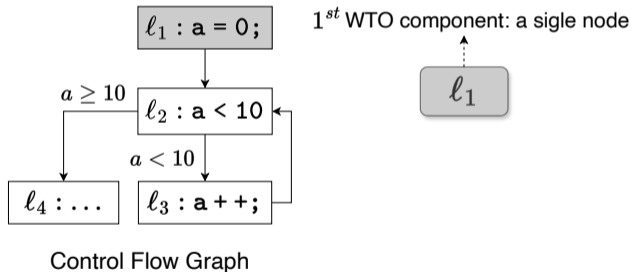 ℓ1 : a = 0;
1st WTO component: a sigle node
ℓ1
a ≥ 10
ℓ2 : a < 10
a < 10
ℓ4 : ...
ℓ3 : a ++;
Control Flow Graph